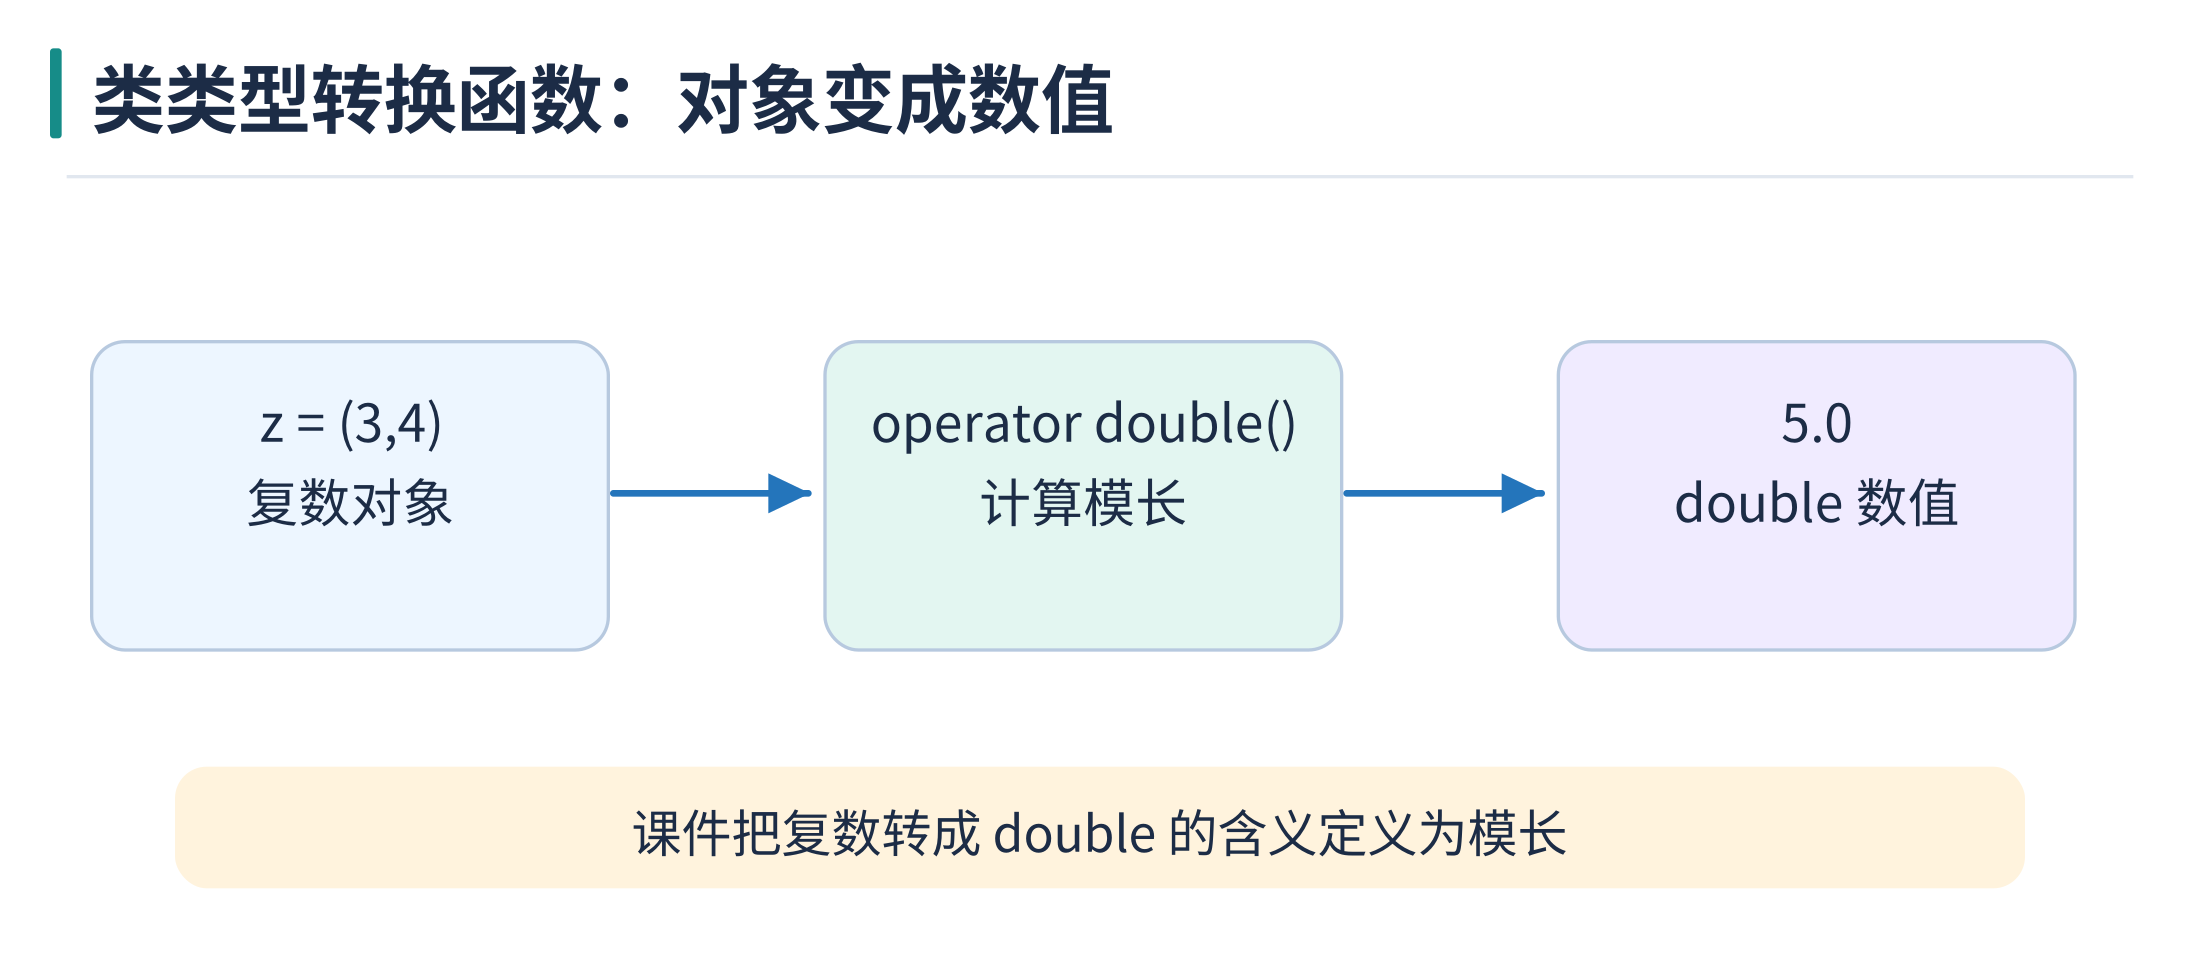 类类型转换函数：对象变成数值
z = (3,4)
复数对象
operator double()
计算模长
5.0
double 数值
课件把复数转成 double 的含义定义为模长